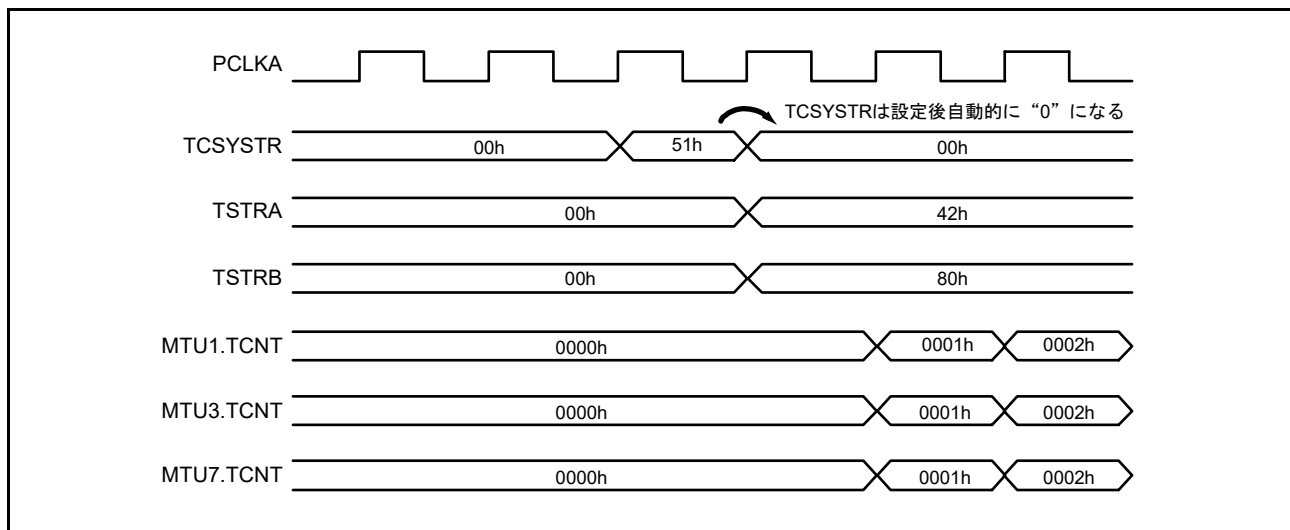 PCLKA
TCSYSTRは設定後自動的に“0”になる
TCSYSTR 00h 51h 00h
TSTRA 00h 42h
TSTRB 00h 80h
MTU1.TCNT 0000h 0001h 0002h
MTU3.TCNT 0000h 0001h 0002h
MTU7.TCNT 0000h 0001h 0002h